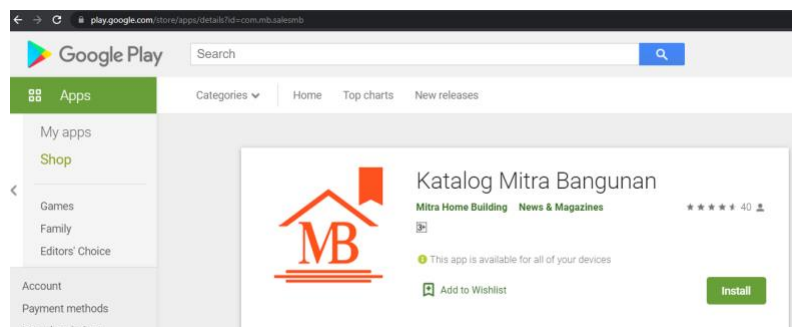 play.google.com/store/apps/details?id=com.mb.salesmb
Google Play
Search
Apps
Categories
Home
Top charts
New releases
My apps
Shop
Games
Family
Editors' Choice
Account
Payment methods
MB
Katalog Mitra Bangunan
Mitra Home Building News & Magazines
40
3+
This app is available for all of your devices
Add to Wishlist
Install